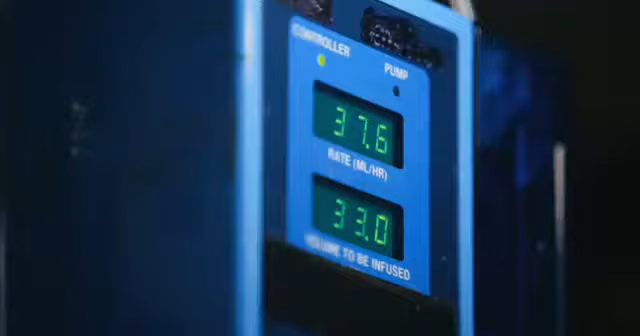 CONTROLLER
PUMP
37.6
RATE (ML/HR)
33.0
VOLUME TO BE INFUSED